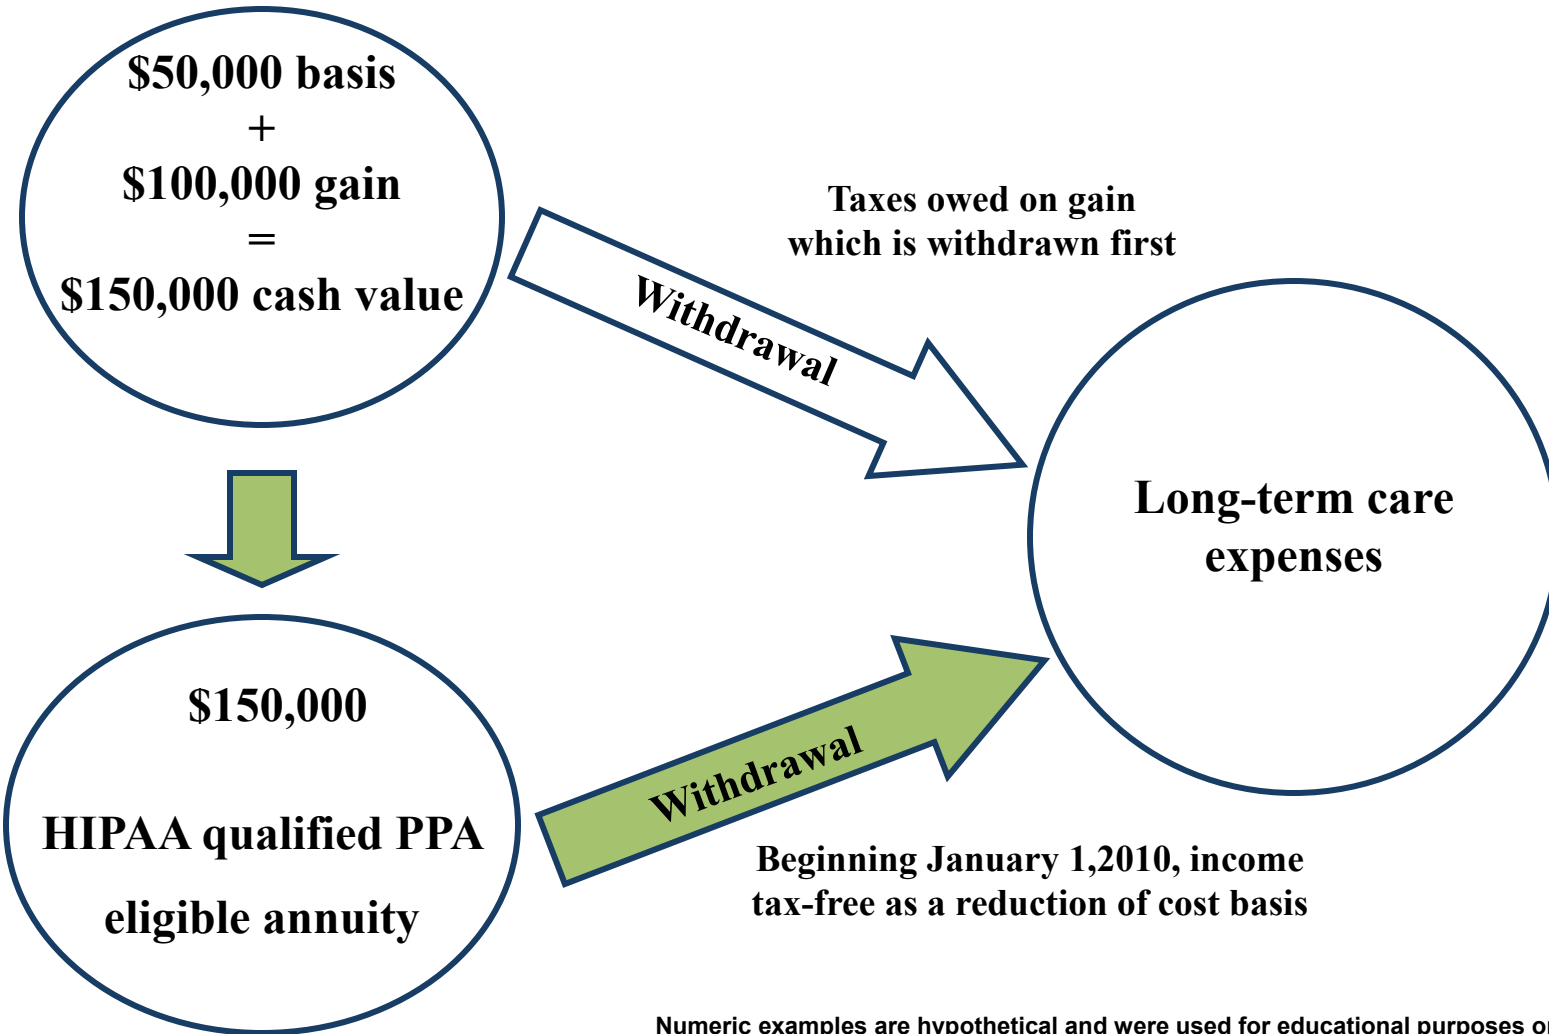 $50,000 basis
+
$100,000 gain
=
$150,000 cash value
Withdrawal
Taxes owed on gain
which is withdrawn first
Long-term care
expenses
$150,000
HIPAA qualified PPA
eligible annuity
Withdrawal
Beginning January 1,2010, income
tax-free as a reduction of cost basis
Numeric examples are hypothetical and were used for educational purposes